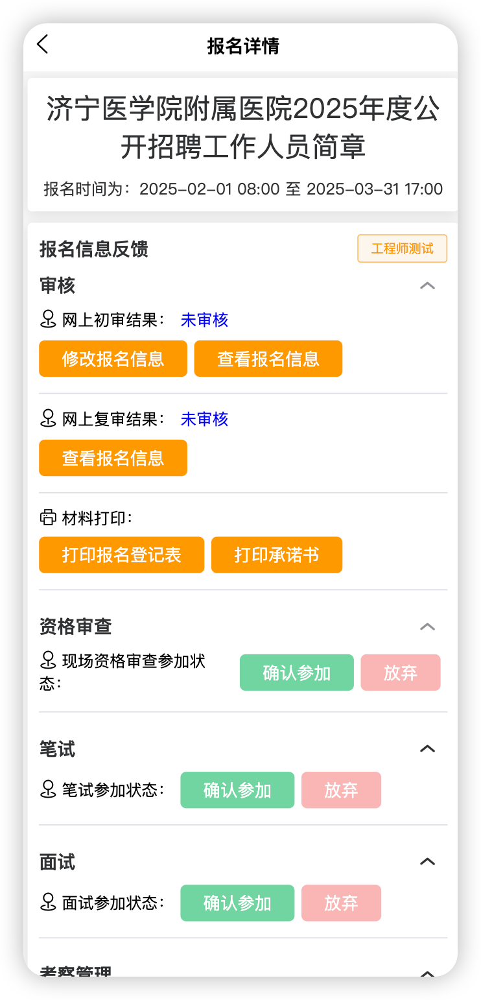 报名详情
济宁医学院附属医院2025年度公
开招聘工作人员简章
报名时间为：2025-02-01 08:00 至 2025-03-31 17:00
报名信息反馈
工程师测试
审核
网上初审结果： 未审核
修改报名信息 查看报名信息
网上复审结果： 未审核
查看报名信息
材料打印：
打印报名登记表 打印承诺书
资格审查
现场资格审查参加状
态：
确认参加 放弃
笔试
笔试参加状态： 确认参加 放弃
面试
面试参加状态： 确认参加 放弃
考察管理